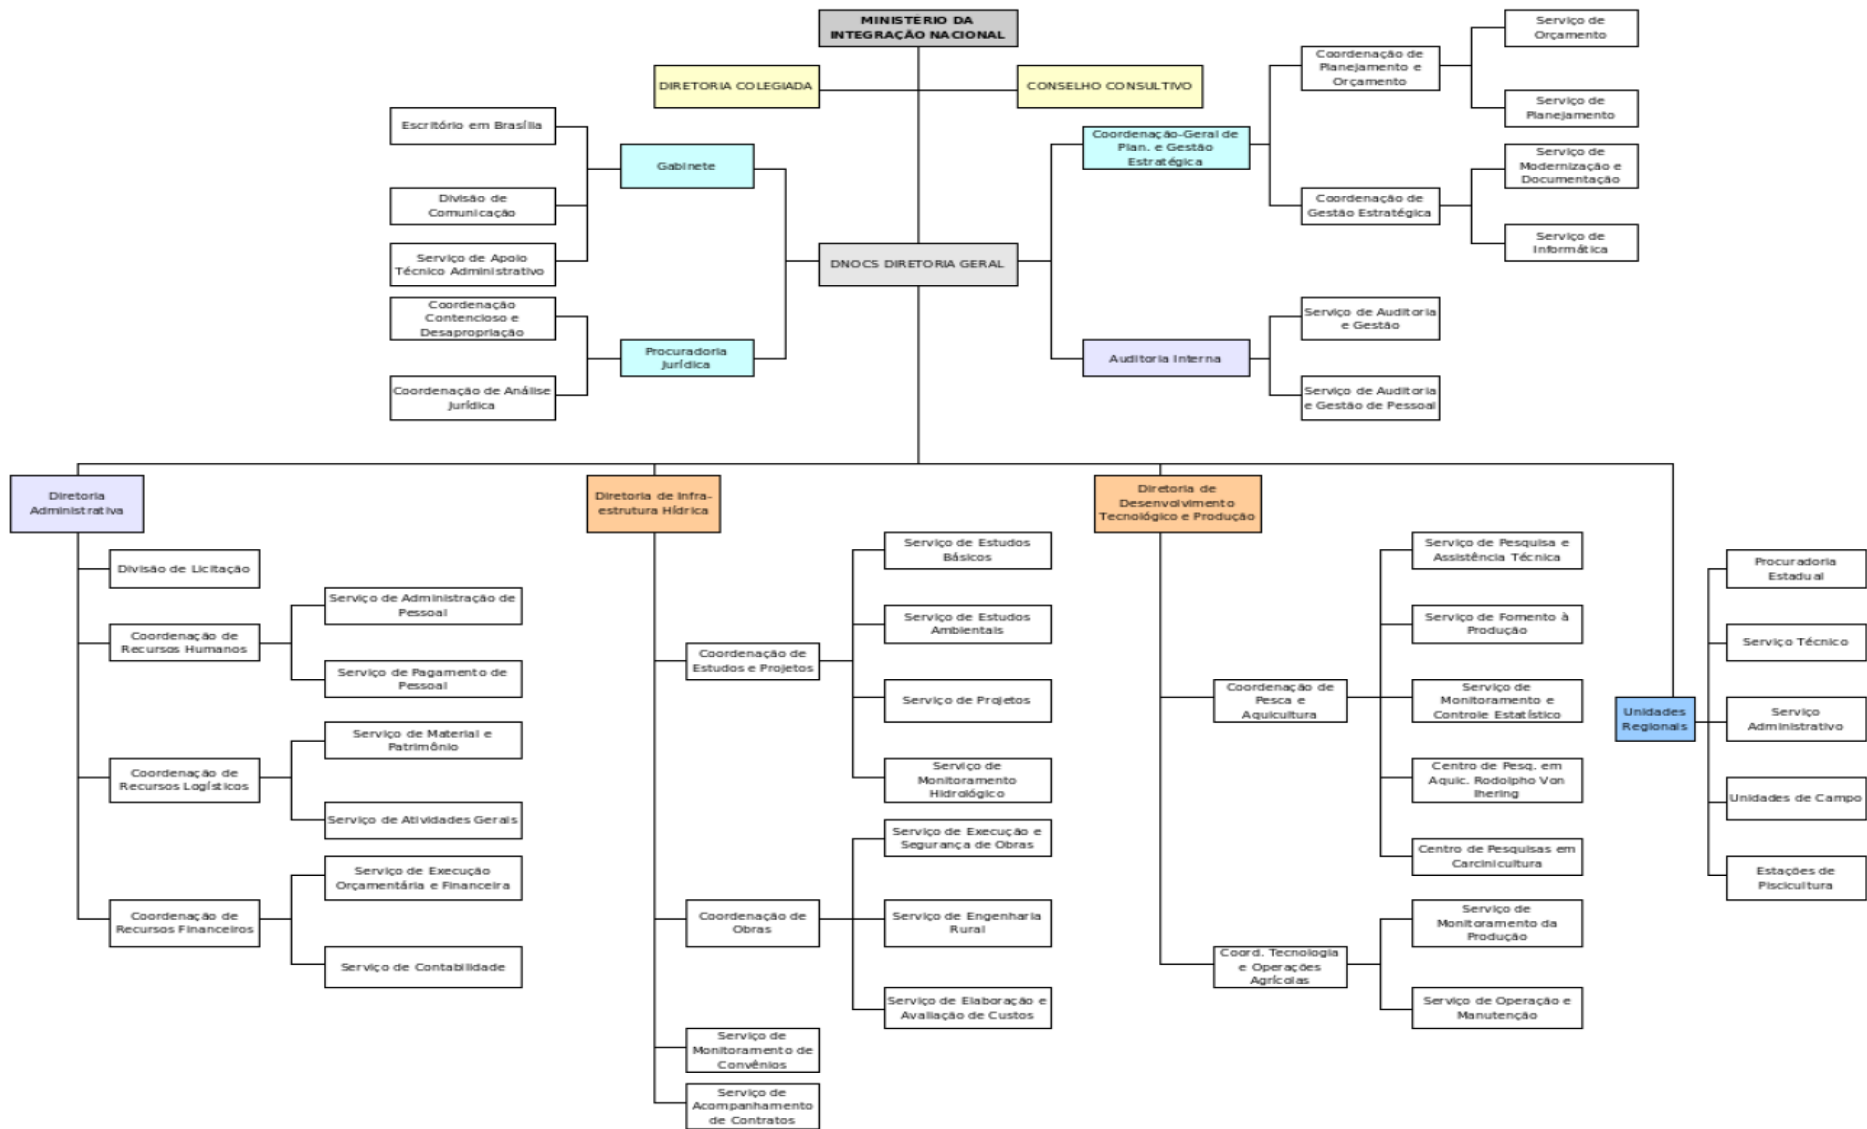 MINISTÉRIO DA
INTEGRAÇÃO NACIONAL
DIRETORIA COLEGIADA
CONSELHO CONSULTIVO
Escritório em Brasília
Gabinete
Divisão de
Comunicação
Serviço de Apoio
Técnico Administrativo
Coordenação
Contencioso e
Desapropriação
Procuradoria
Jurídica
Coordenação de Análise
Jurídica
DNOCS DIRETORIA GERAL
Coordenação-Geral de
Plan. e Gestão
Estratégica
Coordenação de
Planejamento e
Orçamento
Serviço de
Orçamento
Serviço de
Planejamento
Coordenação de
Gestão Estratégica
Serviço de
Modernização e
Documentação
Serviço de
Informática
Auditoria Interna
Serviço de Auditoria
e Gestão
Serviço de Auditoria
e Gestão de Pessoal
Diretoria
Administrativa
Divisão de Licitação
Coordenação de
Recursos Humanos
Serviço de Administração de
Pessoal
Serviço de Pagamento de
Pessoal
Coordenação de
Recursos Logísticos
Serviço de Material e
Patrimônio
Serviço de Atividades Gerais
Coordenação de
Recursos Financeiros
Serviço de Execução
Orçamentária e Financeira
Serviço de Contabilidade
Diretoria de Infra-
estrutura Hídrica
Coordenação de
Estudos e Projetos
Serviço de Estudos
Básicos
Serviço de Estudos
Ambientais
Serviço de Projetos
Serviço de
Monitoramento
Hidrológico
Coordenação de
Obras
Serviço de Execução e
Segurança de Obras
Serviço de Engenharia
Rural
Serviço de Elaboração e
Avaliação de Custos
Serviço de
Monitoramento de
Convênios
Serviço de
Acompanhamento
de Contratos
Diretoria de
Desenvolvimento
Tecnológico e Produção
Coordenação de
Pesca e
Aquicultura
Serviço de Pesquisa e
Assistência Técnica
Serviço de Fomento à
Produção
Serviço de
Monitoramento e
Controle Estatístico
Centro de Pesq. em
Aquic. Rodolpho Von
Ihering
Centro de Pesquisas em
Carcinicultura
Coord. Tecnologia
e Operações
Agrícolas
Serviço de
Monitoramento da
Produção
Serviço de Operação e
Manutenção
Unidades
Regionais
Procuradoria
Estadual
Serviço Técnico
Serviço
Administrativo
Unidades de Campo
Estações de
Piscicultura